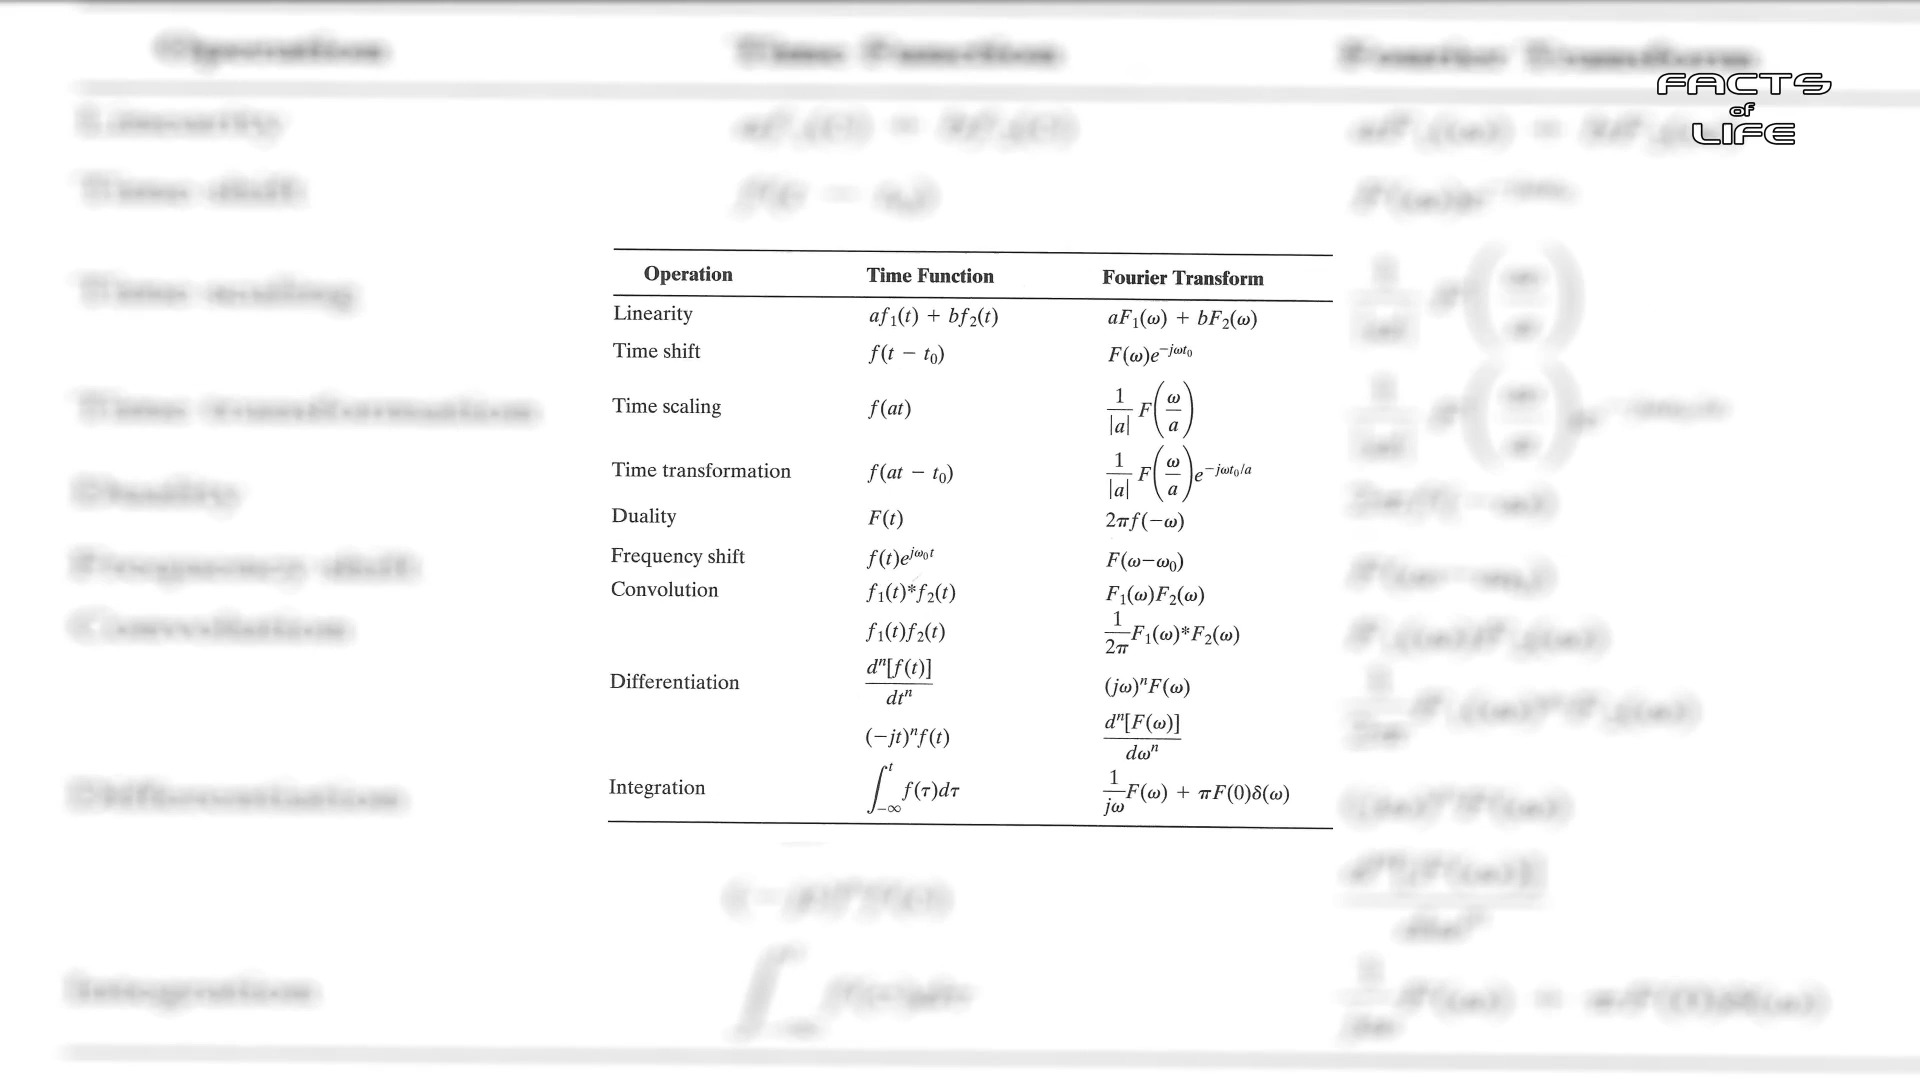 FACTS
of
LIFE
Operation Time Function Fourier Transform
Linearity af₁(t) + bf₂(t) aF₁(ω) + bF₂(ω)
Time shift f(t − t₀) F(ω)e^−jωt₀
Time scaling f(at) 1/|a| F(ω/a)
Time transformation f(at − t₀) 1/|a| F(ω/a)e^−jωt₀/a
Duality F(t) 2πf(−ω)
Frequency shift f(t)e^jω₀t F(ω−ω₀)
Convolution f₁(t)*f₂(t) F₁(ω)F₂(ω)
f₁(t)f₂(t) 1/2π F₁(ω)*F₂(ω)
Differentiation dⁿ[f(t)]/dtⁿ (jω)ⁿF(ω)
(−jt)ⁿf(t) dⁿ[F(ω)]/dωⁿ
Integration ∫_−∞^t f(τ)dτ 1/jω F(ω) + πF(0)δ(ω)